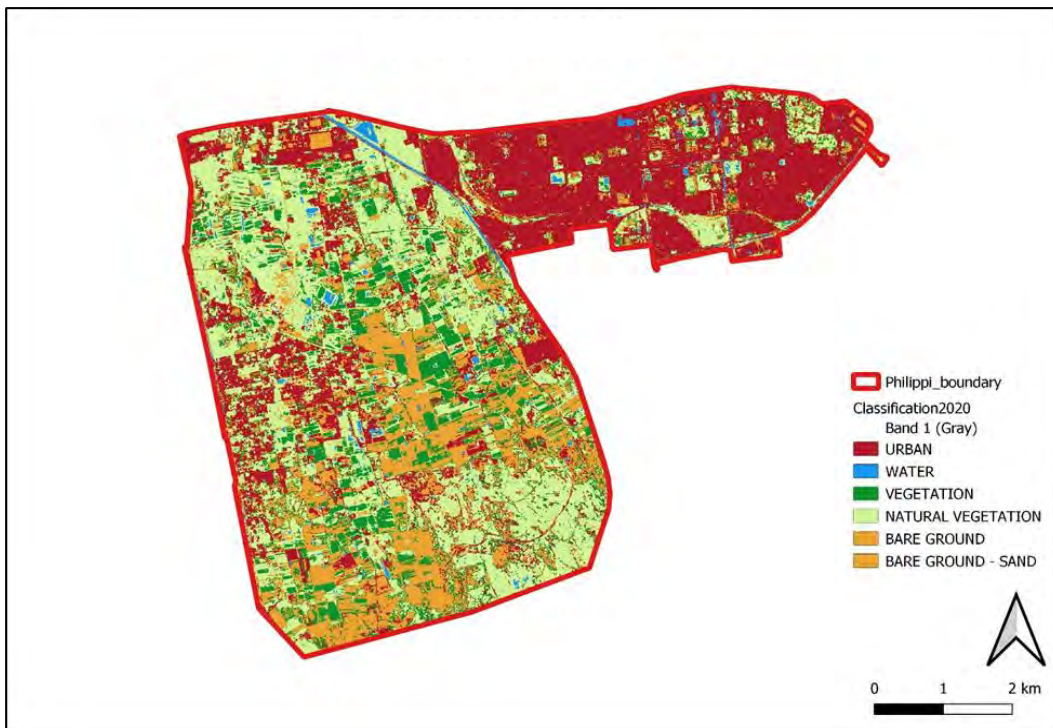 Philippi_boundary
Classification2020
Band 1 (Gray)
URBAN
WATER
VEGETATION
NATURAL VEGETATION
BARE GROUND
BARE GROUND - SAND
0 1 2 km